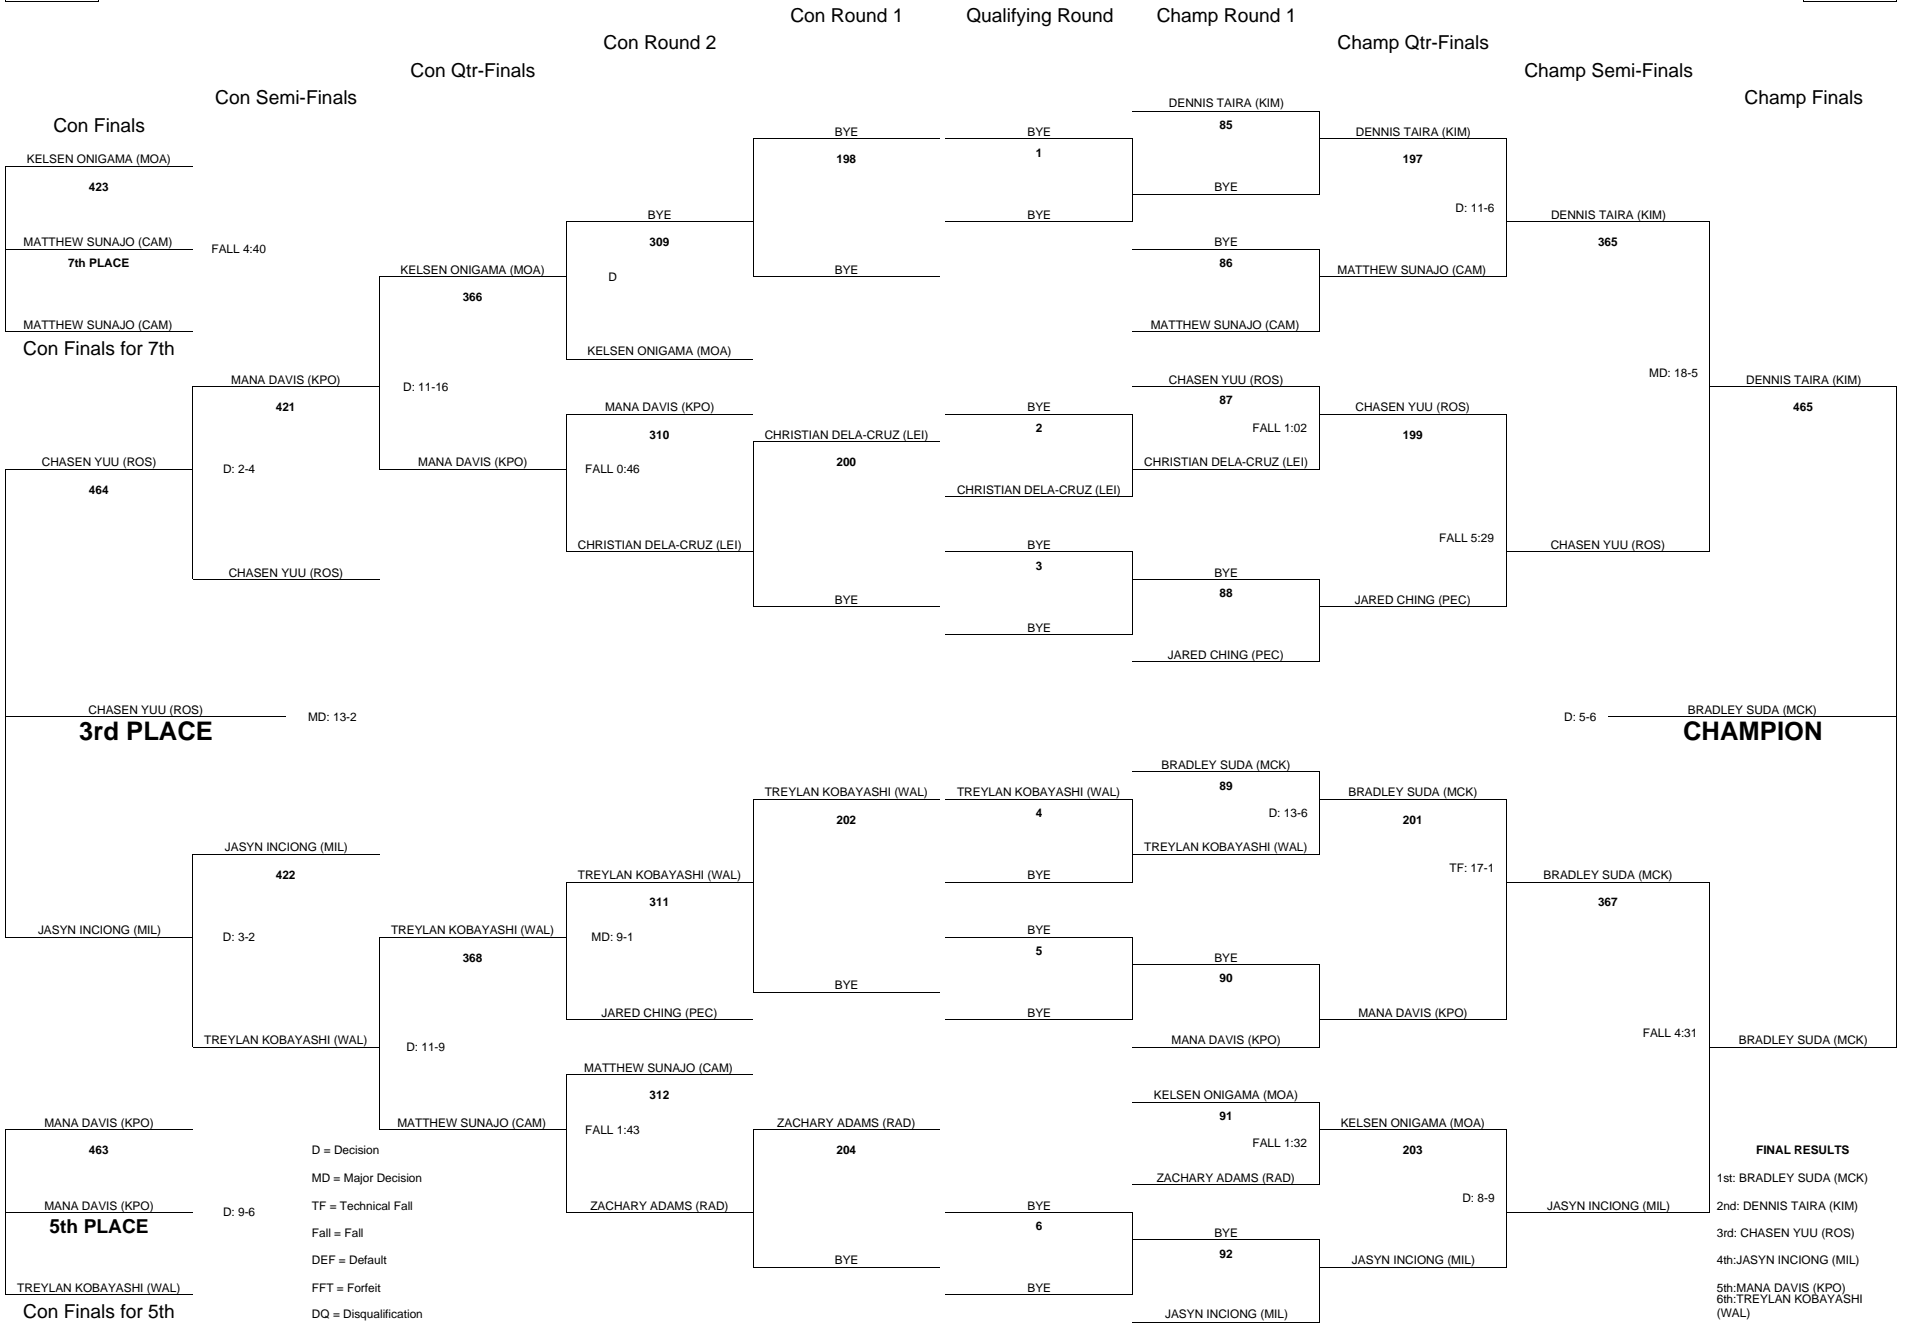 Con Round 1
Qualifying Round
Champ Round 1
Con Round 2
Champ Qtr-Finals
Con Qtr-Finals
Champ Semi-Finals
Con Semi-Finals
Champ Finals
Con Finals
KELSEN ONIGAMA (MOA)
423
MATTHEW SUNAJO (CAM)
7th PLACE
FALL 4:40
MATTHEW SUNAJO (CAM)
Con Finals for 7th
CHASEN YUU (ROS)
464
CHASEN YUU (ROS)
3rd PLACE
MD: 13-2
JASYN INCIONG (MIL)
MANA DAVIS (KPO)
463
MANA DAVIS (KPO)
5th PLACE
D: 9-6
TREYLAN KOBAYASHI (WAL)
Con Finals for 5th
MANA DAVIS (KPO)
421
D: 2-4
CHASEN YUU (ROS)
JASYN INCIONG (MIL)
422
D: 3-2
TREYLAN KOBAYASHI (WAL)
D = Decision
MD = Major Decision
TF = Technical Fall
Fall = Fall
DEF = Default
FFT = Forfeit
DQ = Disqualification
KELSEN ONIGAMA (MOA)
366
D: 11-16
MANA DAVIS (KPO)
TREYLAN KOBAYASHI (WAL)
368
D: 11-9
MATTHEW SUNAJO (CAM)
BYE
309
D
KELSEN ONIGAMA (MOA)
MANA DAVIS (KPO)
310
FALL 0:46
CHRISTIAN DELA-CRUZ (LEI)
TREYLAN KOBAYASHI (WAL)
311
MD: 9-1
JARED CHING (PEC)
MATTHEW SUNAJO (CAM)
312
FALL 1:43
ZACHARY ADAMS (RAD)
BYE
198
BYE
CHRISTIAN DELA-CRUZ (LEI)
200
BYE
TREYLAN KOBAYASHI (WAL)
202
BYE
ZACHARY ADAMS (RAD)
204
BYE
BYE
1
BYE
BYE
2
CHRISTIAN DELA-CRUZ (LEI)
BYE
3
BYE
TREYLAN KOBAYASHI (WAL)
4
BYE
BYE
5
BYE
BYE
6
BYE
DENNIS TAIRA (KIM)
85
BYE
BYE
86
MATTHEW SUNAJO (CAM)
CHASEN YUU (ROS)
87
FALL 1:02
CHRISTIAN DELA-CRUZ (LEI)
BYE
88
JARED CHING (PEC)
BRADLEY SUDA (MCK)
89
D: 13-6
TREYLAN KOBAYASHI (WAL)
BYE
90
MANA DAVIS (KPO)
KELSEN ONIGAMA (MOA)
91
FALL 1:32
ZACHARY ADAMS (RAD)
BYE
92
JASYN INCIONG (MIL)
DENNIS TAIRA (KIM)
197
D: 11-6
MATTHEW SUNAJO (CAM)
CHASEN YUU (ROS)
199
FALL 5:29
JARED CHING (PEC)
BRADLEY SUDA (MCK)
201
TF: 17-1
MANA DAVIS (KPO)
KELSEN ONIGAMA (MOA)
203
D: 8-9
JASYN INCIONG (MIL)
DENNIS TAIRA (KIM)
365
MD: 18-5
CHASEN YUU (ROS)
BRADLEY SUDA (MCK)
367
FALL 4:31
JASYN INCIONG (MIL)
DENNIS TAIRA (KIM)
465
D: 5-6
BRADLEY SUDA (MCK)
CHAMPION
BRADLEY SUDA (MCK)
FINAL RESULTS
1st: BRADLEY SUDA (MCK)
2nd: DENNIS TAIRA (KIM)
3rd: CHASEN YUU (ROS)
4th:JASYN INCIONG (MIL)
5th:MANA DAVIS (KPO)
6th:TREYLAN KOBAYASHI
(WAL)